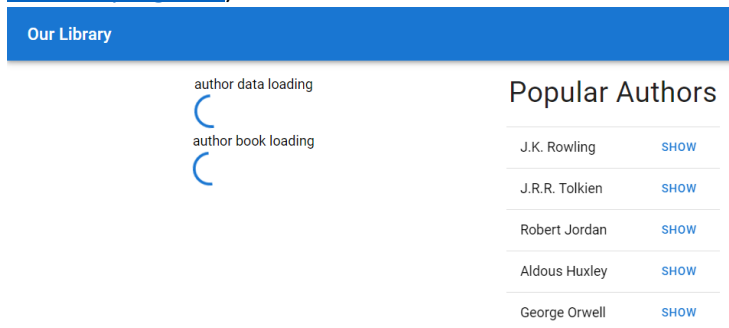 Our Library
author data loading
author book loading
Popular Authors
J.K. Rowling SHOW
J.R.R. Tolkien SHOW
Robert Jordan SHOW
Aldous Huxley SHOW
George Orwell SHOW